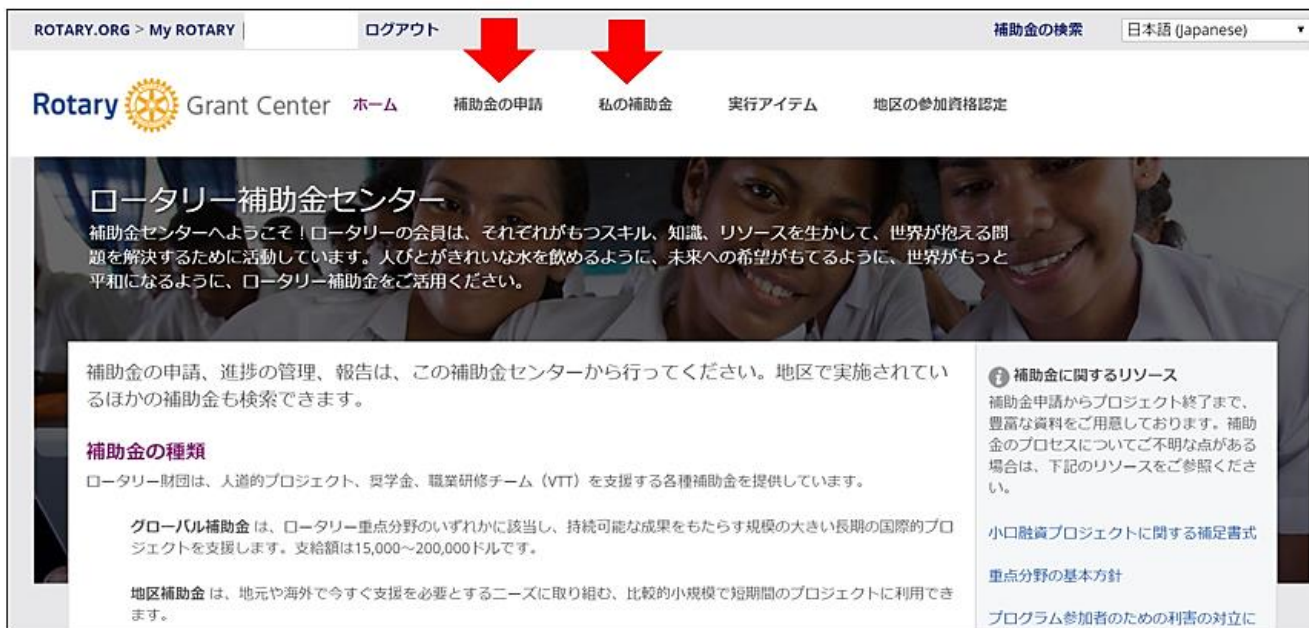 ROTARY.ORG > My ROTARY | ログアウト 補助金の検索 日本語 (Japanese)
Rotary Grant Center ホーム 補助金の申請 私の補助金 実行アイテム 地区の参加資格認定
ロータリー補助金センター
補助金センターへようこそ！ロータリーの会員は、それぞれがもつスキル、知識、リソースを生かして、世界が抱える問
題を解決するために活動しています。人びとがきれいな水を飲めるように、未来への希望がもてるように、世界がもっと
平和になるように、ロータリー補助金をご活用ください。
補助金の申請、進捗の管理、報告は、この補助金センターから行ってください。地区で実施されてい
るほかの補助金も検索できます。
補助金の種類
ロータリー財団は、人道的プロジェクト、奨学金、職業研修チーム（VTT）を支援する各種補助金を提供しています。
グローバル補助金 は、ロータリー重点分野のいずれかに該当し、持続可能な成果をもたらす規模の大きい長期の国際的プロ
ジェクトを支援します。支給額は15,000～200,000ドルです。
地区補助金 は、地元や海外で今すぐ支援を必要とするニーズに取り組む、比較的小規模で短期間のプロジェクトに利用でき
ます。
補助金に関するリソース
補助金申請からプロジェクト終了まで、
豊富な資料をご用意しております。補助
金のプロセスについてご不明な点がある
場合は、下記のリソースをご参照くださ
い。
小口融資プロジェクトに関する補足書式
重点分野の基本方針
プログラム参加者のための利害の対立に